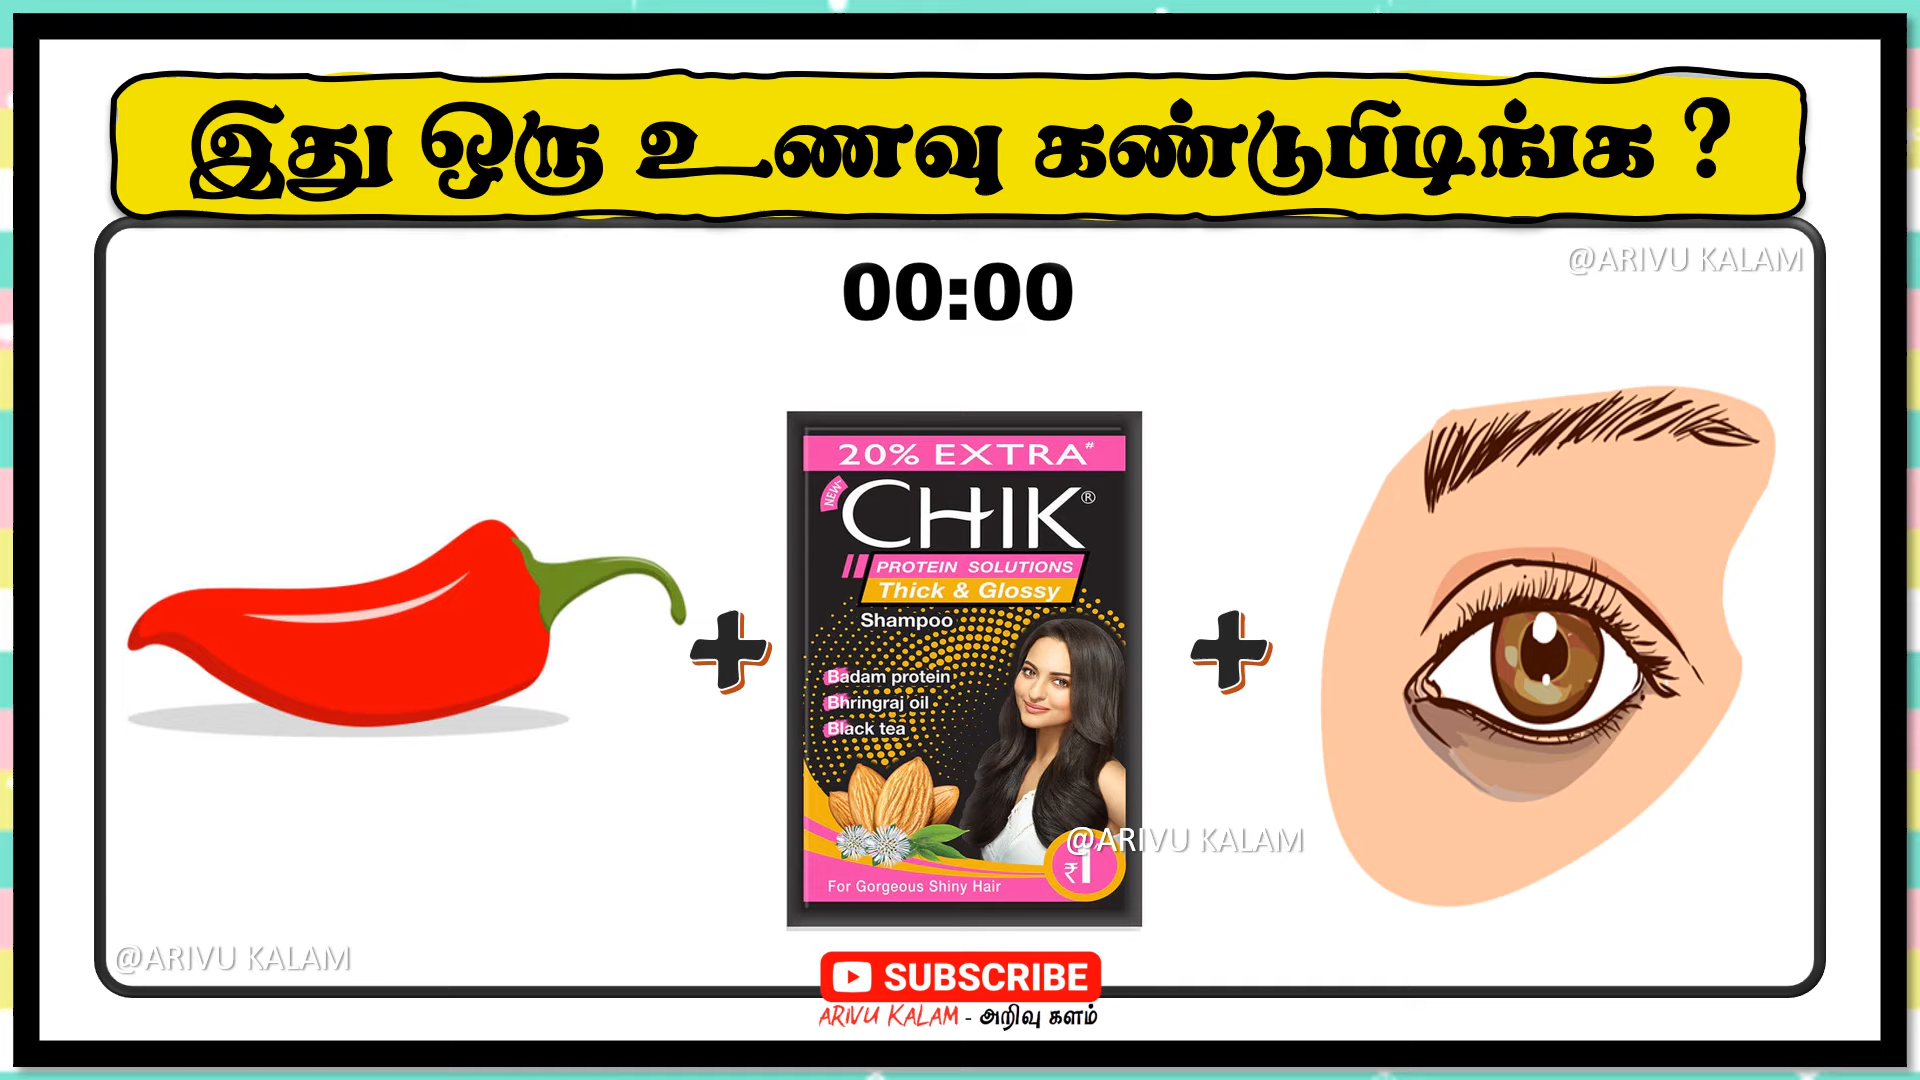 இது ஒரு உணவு கண்டுபிடிங்க ?
@ARIVU KALAM
00:00
20% EXTRA#
NEW
CHIK®
PROTEIN SOLUTIONS
Thick & Glossy
Shampoo
Badam protein
Bhringraj oil
Black tea
@ARIVU KALAM
₹1
For Gorgeous Shiny Hair
@ARIVU KALAM
SUBSCRIBE
ARIVU KALAM - அறிவு களம்